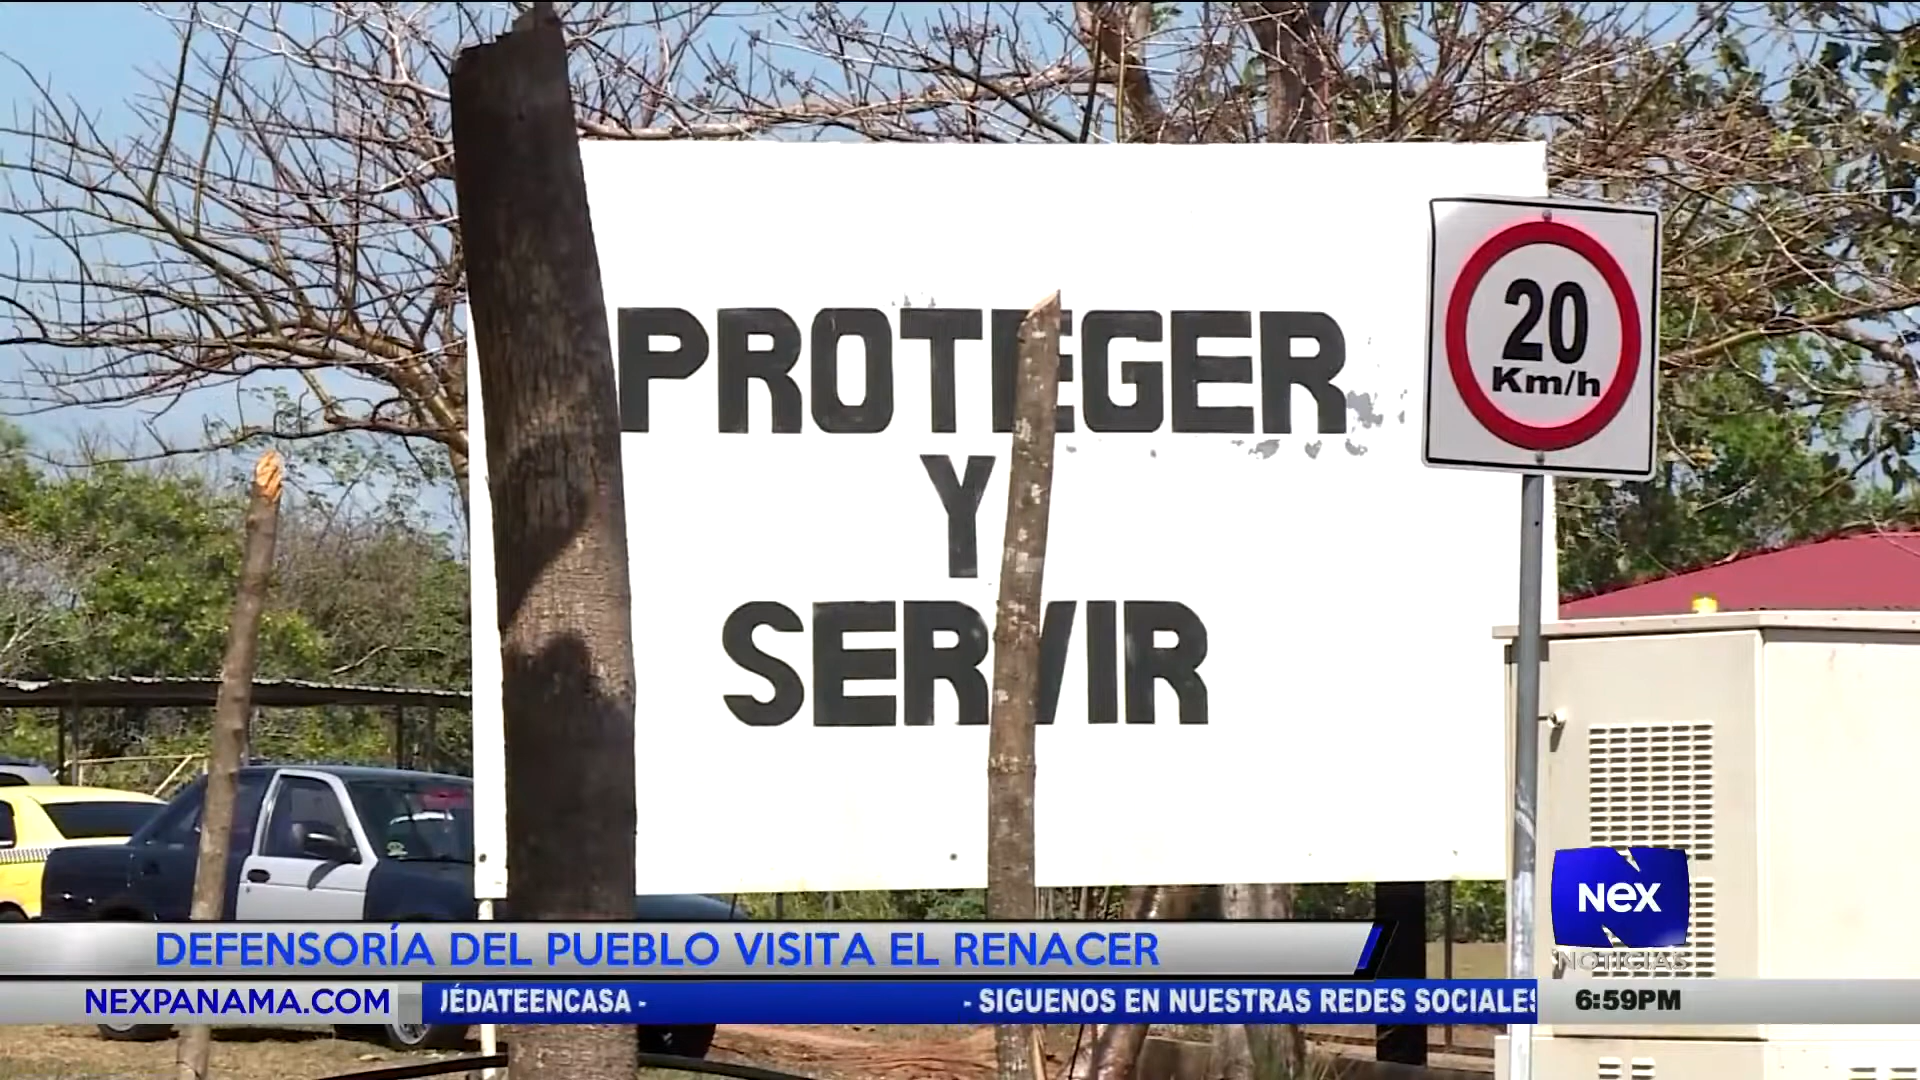 PROTEGER
Y
SERVIR
20
Km/h
DEFENSORÍA DEL PUEBLO VISITA EL RENACER
NEXPANAMA.COM
JÉDATEENCASA - - SIGUENOS EN NUESTRAS REDES SOCIALES
NEX
NOTICIAS
6:59PM